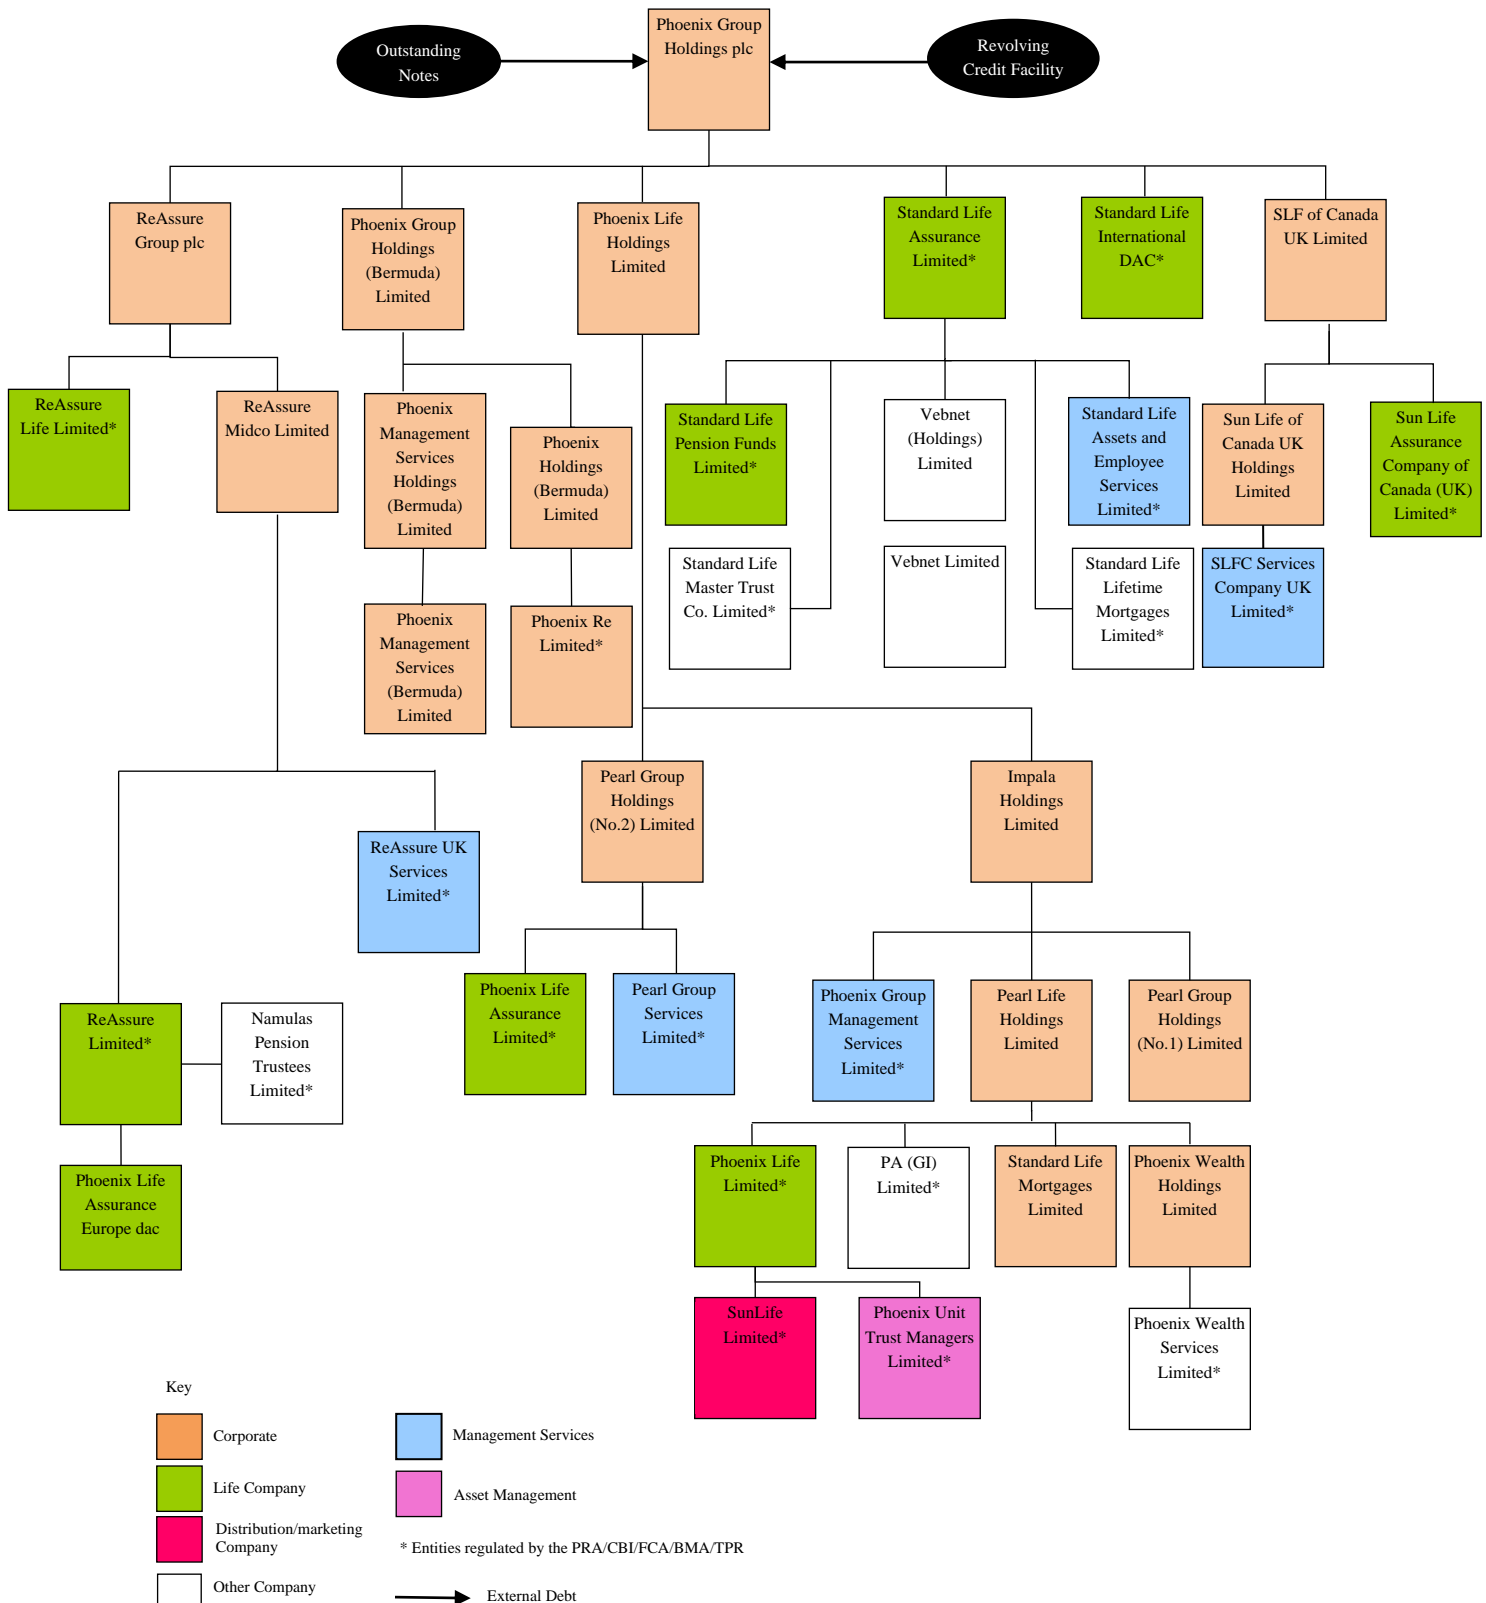 Outstanding
Notes
Phoenix Group
Holdings plc
Revolving
Credit Facility
ReAssure
Group plc
Phoenix Group
Holdings
(Bermuda)
Limited
Phoenix Life
Holdings
Limited
Standard Life
Assurance
Limited*
Standard Life
International
DAC*
SLF of Canada
UK Limited
ReAssure
Life Limited*
ReAssure
Midco Limited
Phoenix
Management
Services
Holdings
(Bermuda)
Limited
Phoenix
Holdings
(Bermuda)
Limited
Standard Life
Pension Funds
Limited*
Vebnet
(Holdings)
Limited
Standard Life
Assets and
Employee
Services
Limited*
Sun Life of
Canada UK
Holdings
Limited
Sun Life
Assurance
Company of
Canada (UK)
Limited*
Standard Life
Master Trust
Co. Limited*
Vebnet Limited
Standard Life
Lifetime
Mortgages
Limited*
SLFC Services
Company UK
Limited*
Phoenix
Management
Services
(Bermuda)
Limited
Phoenix Re
Limited*
Pearl Group
Holdings
(No.2) Limited
Impala
Holdings
Limited
ReAssure UK
Services
Limited*
Phoenix Life
Assurance
Limited*
Pearl Group
Services
Limited*
Phoenix Group
Management
Services
Limited*
Pearl Life
Holdings
Limited
Pearl Group
Holdings
(No.1) Limited
ReAssure
Limited*
Namulas
Pension
Trustees
Limited*
Phoenix Life
Assurance
Europe dac
Phoenix Life
Limited*
PA (GI)
Limited*
Standard Life
Mortgages
Limited
Phoenix Wealth
Holdings
Limited
SunLife
Limited*
Phoenix Unit
Trust Managers
Limited*
Phoenix Wealth
Services
Limited*
Key
Corporate
Management Services
Life Company
Asset Management
Distribution/marketing
Company
* Entities regulated by the PRA/CBI/FCA/BMA/TPR
Other Company
External Debt